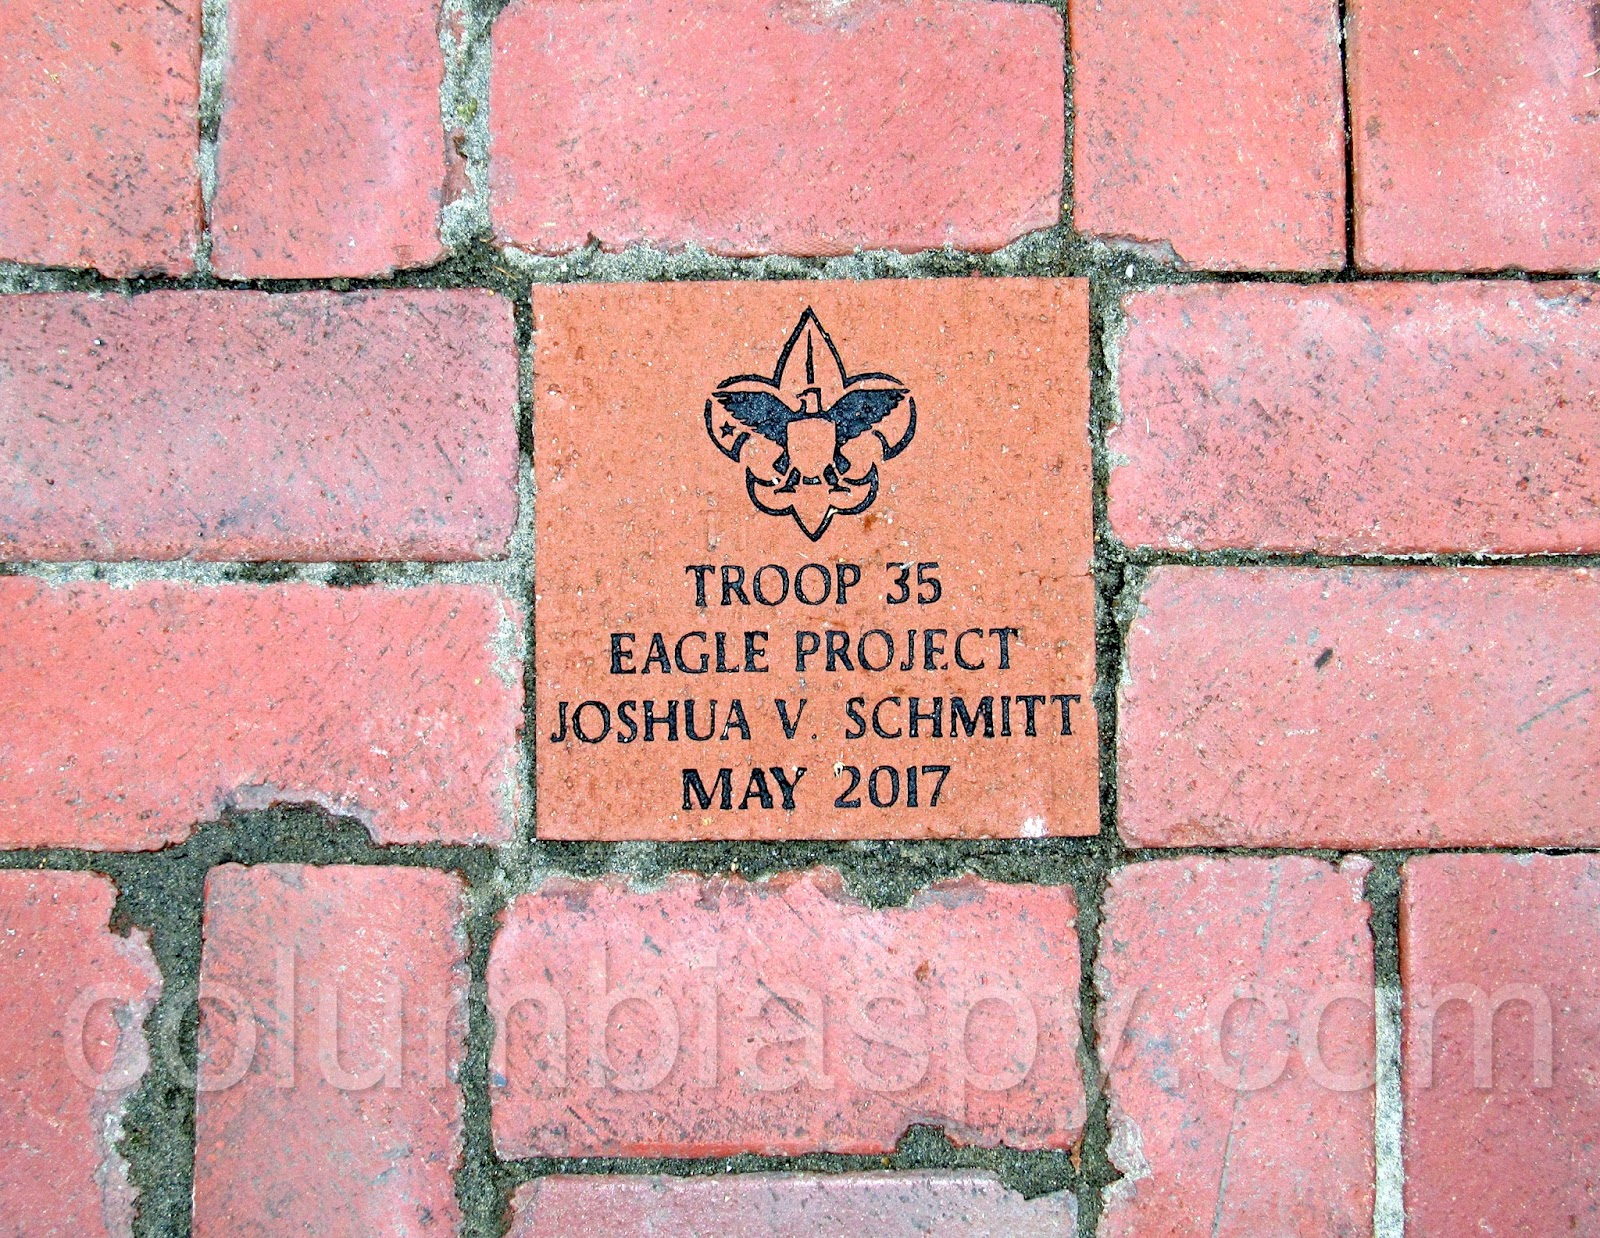 TROOP 35
EAGLE PROJECT
JOSHUA V. SCHMITT
MAY 2017
columbiaspy.com